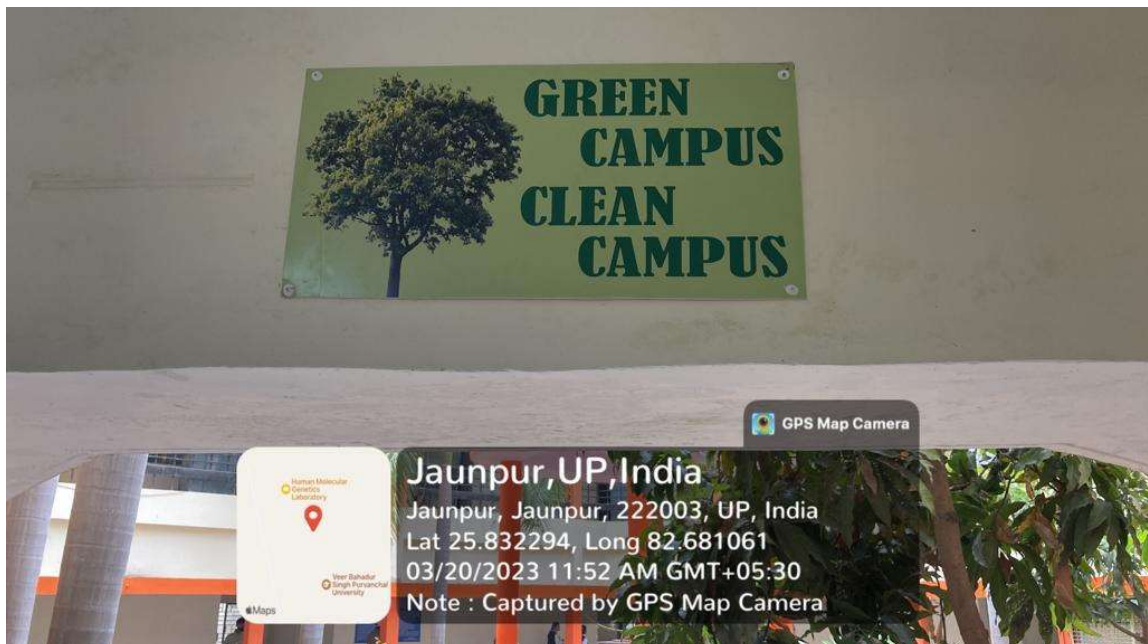 GREEN
CAMPUS
CLEAN
CAMPUS
GPS Map Camera
Human Molecular
Genetics
Laboratory
Veer Bahadur
Singh Purvanchal
University
Maps
Jaunpur,UP,India
Jaunpur, Jaunpur, 222003, UP, India
Lat 25.832294, Long 82.681061
03/20/2023 11:52 AM GMT+05:30
Note : Captured by GPS Map Camera